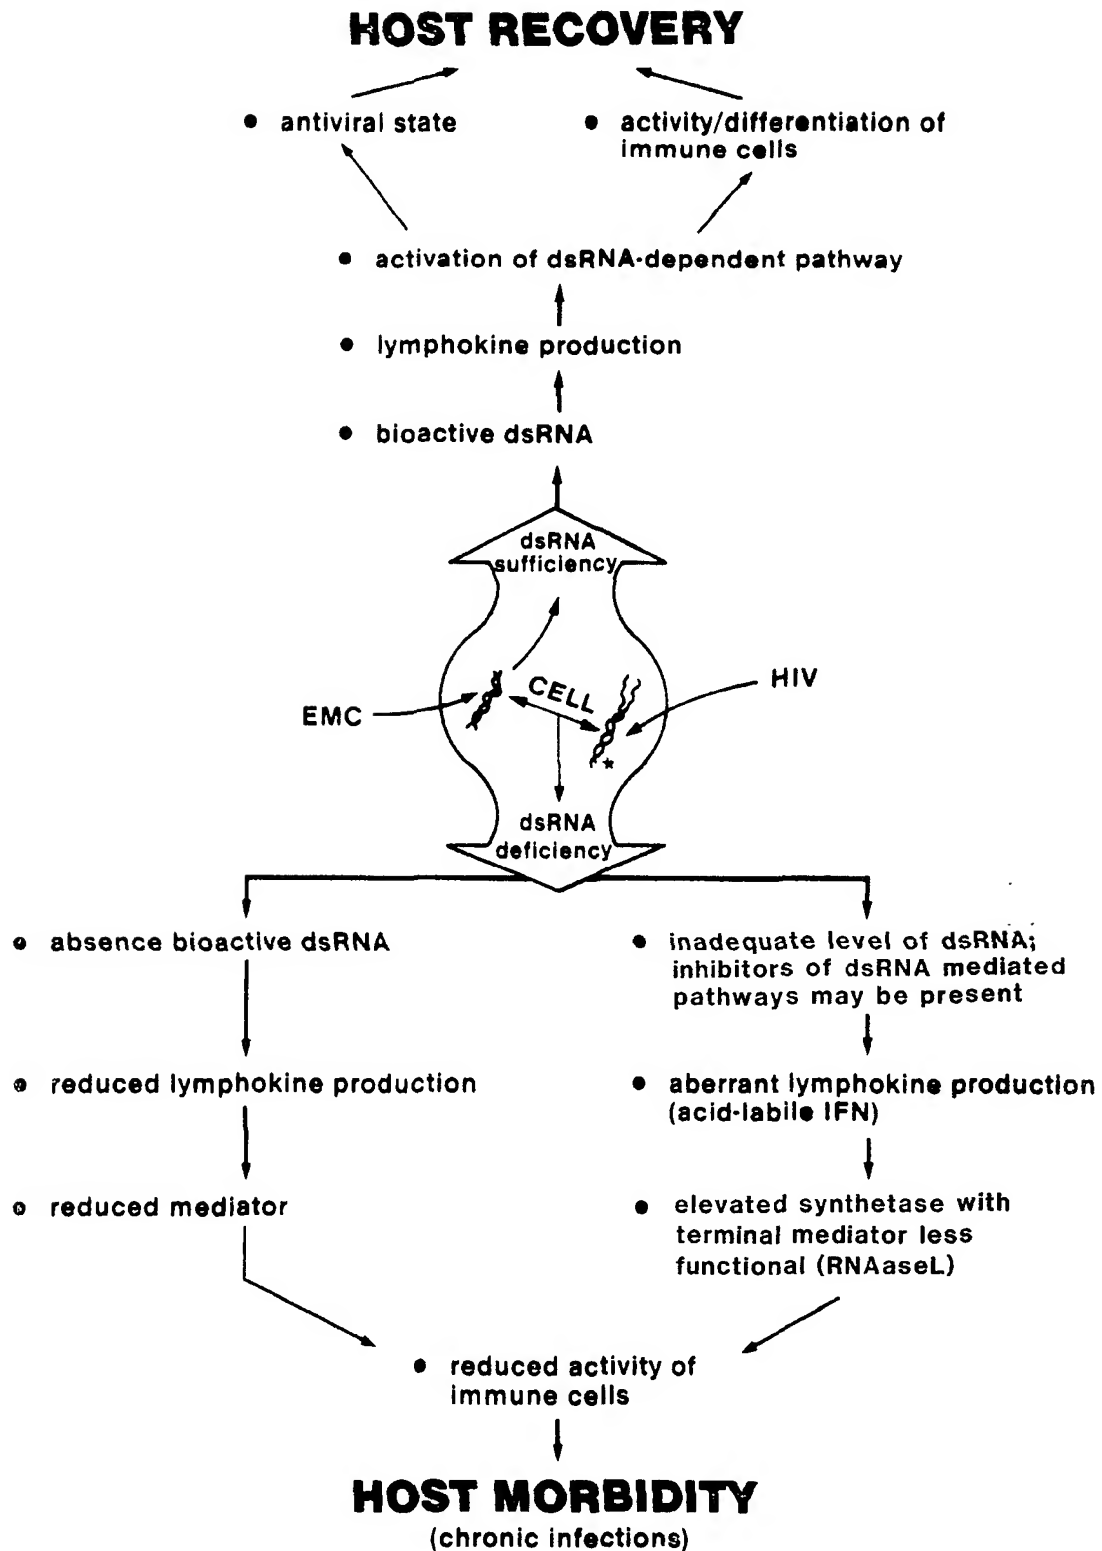 HOST RECOVERY
• antiviral state
• activity/differentiation of
immune cells
• activation of dsRNA-dependent pathway
• lymphokine production
• bioactive dsRNA
dsRNA
sufficiency
CELL
HIV
EMC
*
dsRNA
deficiency
• absence bioactive dsRNA
• inadequate level of dsRNA;
inhibitors of dsRNA mediated
pathways may be present
• reduced lymphokine production
• aberrant lymphokine production
(acid-labile IFN)
• reduced mediator
• elevated synthetase with
terminal mediator less
functional (RNAaseL)
• reduced activity of
immune cells
HOST MORBIDITY
(chronic infections)